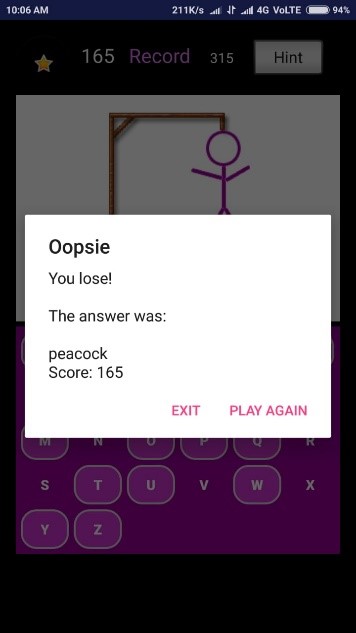 10:06 AM 211K/s 4G VoLTE 94%
165 Record 315 Hint
Oopsie
You lose!
The answer was:
peacock
Score: 165
EXIT PLAY AGAIN
M N O P Q R
S T U V W X
Y Z